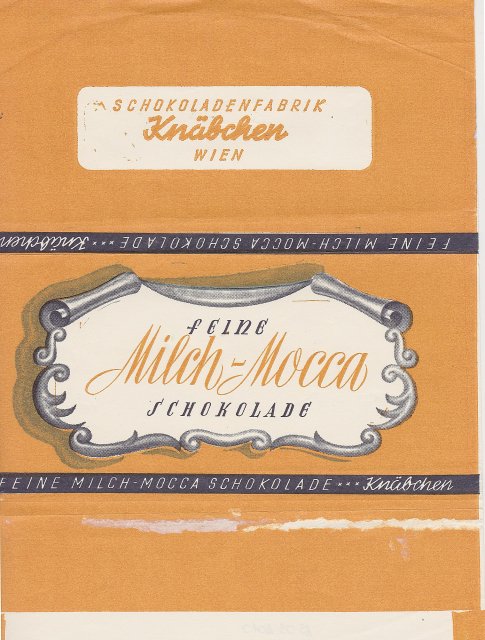 SCHOKOLADENFABRIK
Knäbchen
WIEN
FEINE MILCH-MOCCA SCHOKOLADE *** Knäbchen
FEINE
Milch-Mocca
SCHOKOLADE
FEINE MILCH-MOCCA SCHOKOLADE *** Knäbchen